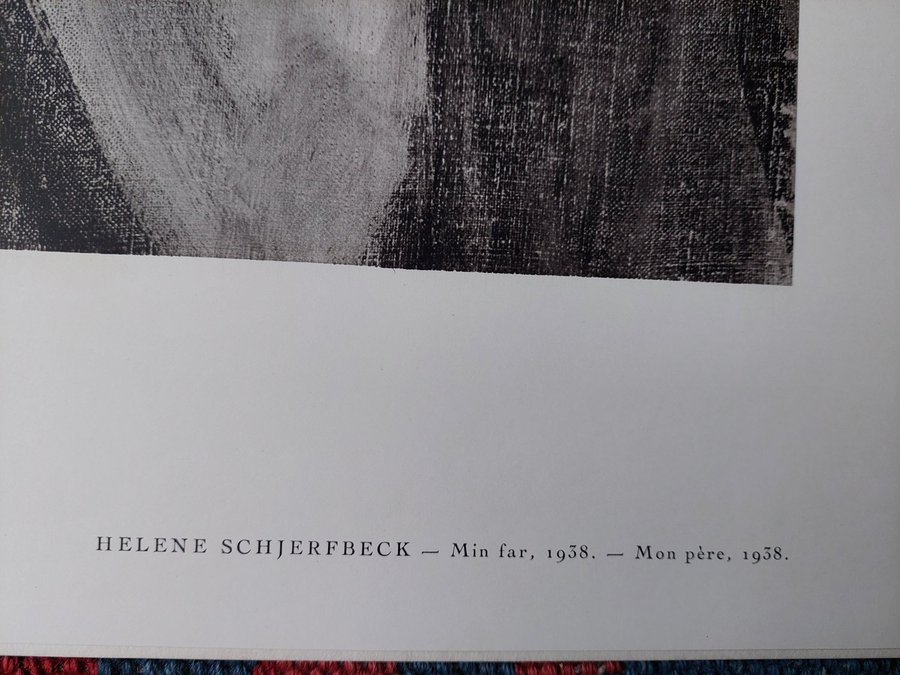 HELENE SCHJERFBECK — Min far, 1938. — Mon père, 1938.